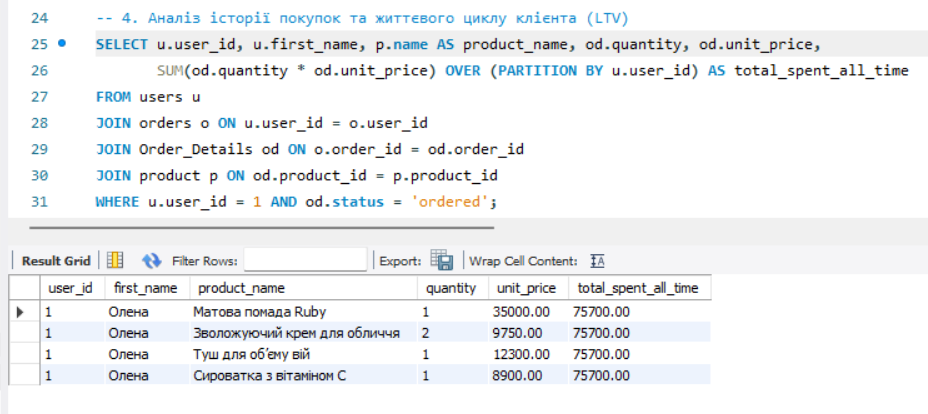 24 -- 4. Аналіз історії покупок та життєвого циклу клієнта (LTV)
25 SELECT u.user_id, u.first_name, p.name AS product_name, od.quantity, od.unit_price,
26 SUM(od.quantity * od.unit_price) OVER (PARTITION BY u.user_id) AS total_spent_all_time
27 FROM users u
28 JOIN orders o ON u.user_id = o.user_id
29 JOIN Order_Details od ON o.order_id = od.order_id
30 JOIN product p ON od.product_id = p.product_id
31 WHERE u.user_id = 1 AND od.status = 'ordered';
Result Grid Filter Rows: Export: Wrap Cell Content:
user_id first_name product_name quantity unit_price total_spent_all_time
1 Олена Матова помада Ruby 1 35000.00 75700.00
1 Олена Зволожуючий крем для обличчя 2 9750.00 75700.00
1 Олена Туш для об'єму вій 1 12300.00 75700.00
1 Олена Сироватка з вітаміном С 1 8900.00 75700.00